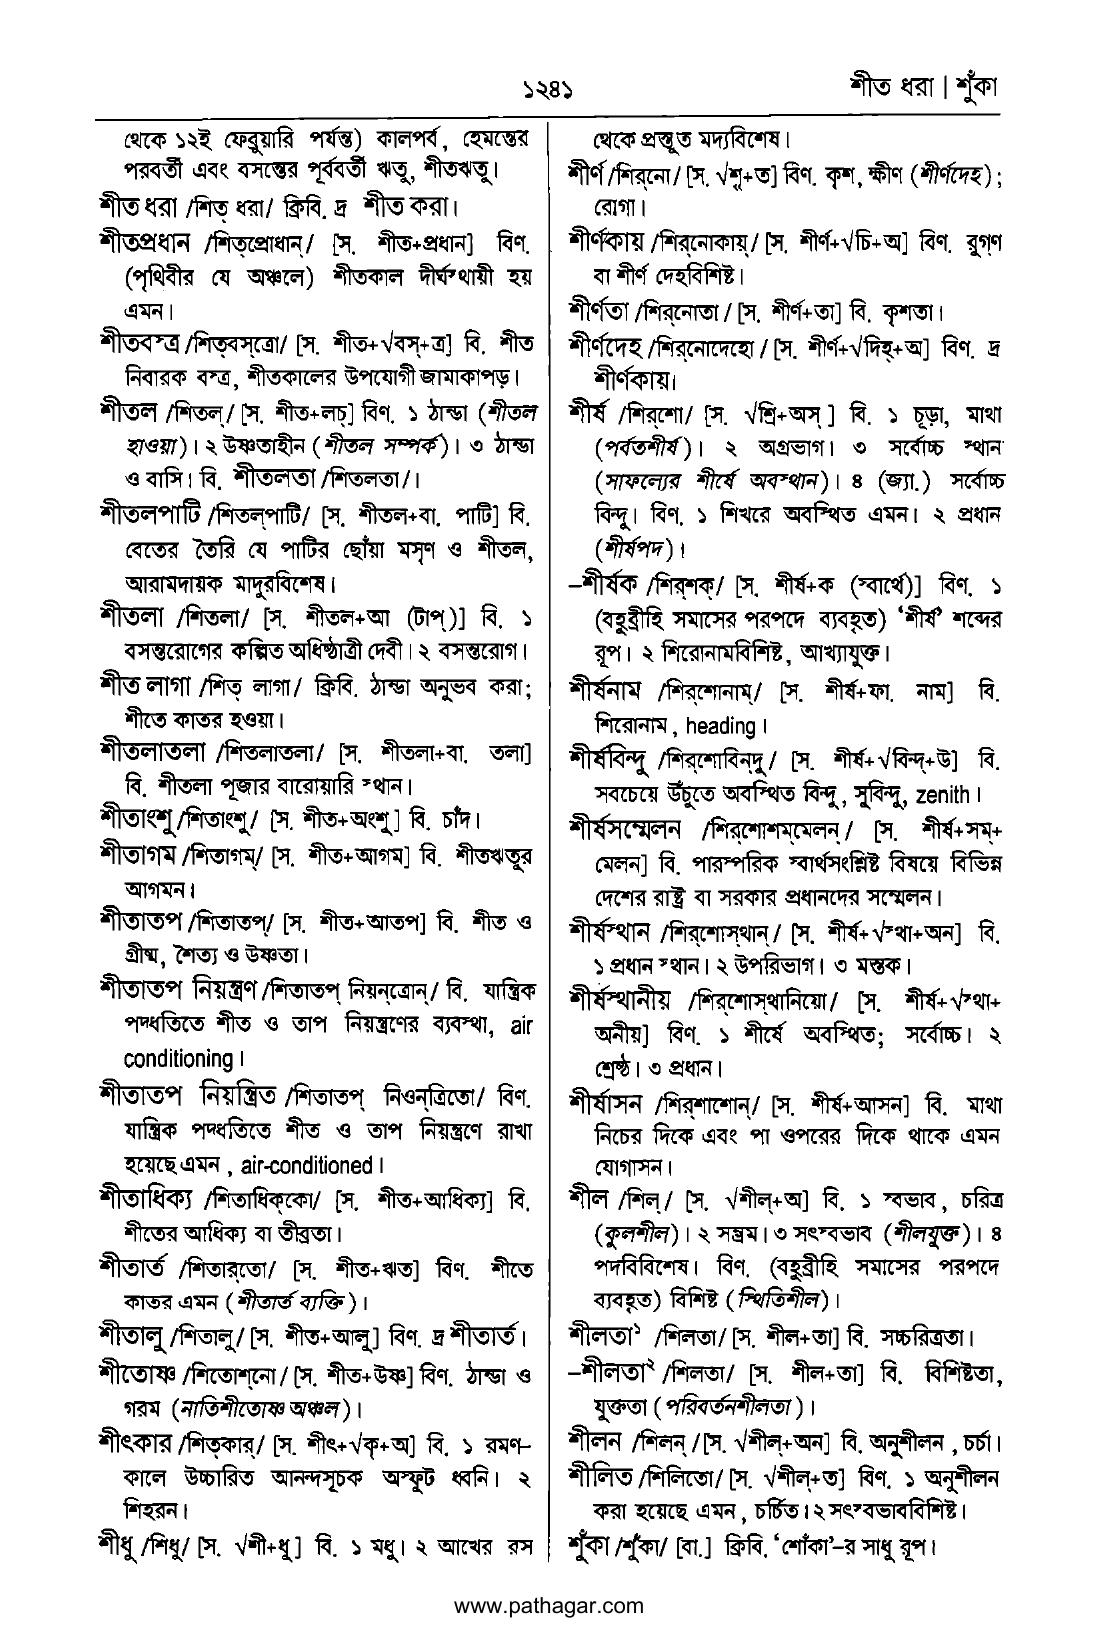 ১২৪১
শীত ধরা | শুঁকা
থেকে ১২ই ফেব্রুয়ারি পর্যন্ত) কালপর্ব, হেমন্তের
পরবর্তী এবং বসন্তের পূর্ববর্তী ঋতু, শীতঋতু।
শীত ধরা /শিত্ ধরা/ ক্রিবি. দ্র শীত করা।
শীতপ্রধান /শিত্প্রোধান্/ [স. শীত+প্রধান] বিণ.
(পৃথিবীর যে অঞ্চলে) শীতকাল দীর্ঘস্থায়ী হয়
এমন।
শীতবস্ত্র /শিত্বস্ত্রো/ [স. শীত+√বস্+ত্র] বি. শীত
নিবারক বস্ত্র, শীতকালের উপযোগী জামাকাপড়।
শীতল /শিতল্/ [স. শীত+লচ্] বিণ. ১ ঠান্ডা (শীতল
হাওয়া)। ২ উষ্ণতাহীন (শীতল সম্পর্ক)। ৩ ঠান্ডা
ও বাসি। বি. শীতলতা /শিতলতা/।
শীতলপাটি /শিতল্পাটি/ [স. শীতল+বা. পাটি] বি.
বেতের তৈরি যে পাটির ছোঁয়া মসৃণ ও শীতল,
আরামদায়ক মাদুরবিশেষ।
শীতলা /শিতলা/ [স. শীতল+আ (টাপ্)] বি. ১
বসন্তরোগের কল্পিত অধিষ্ঠাত্রী দেবী। ২ বসন্তরোগ।
শীত লাগা /শিত্ লাগা/ ক্রিবি. ঠান্ডা অনুভব করা;
শীতে কাতর হওয়া।
শীতলাতলা /শিতলাতলা/ [স. শীতলা+বা. তলা]
বি. শীতলা পূজার বারোয়ারি স্থান।
শীতাংশু /শিতাংশু/ [স. শীত+অংশু] বি. চাঁদ।
শীতাগম /শিতাগম্/ [স. শীত+আগম] বি. শীতঋতুর
আগমন।
শীতাতপ /শিতাতপ্/ [স. শীত+আতপ] বি. শীত ও
গ্রীষ্ম, শৈত্য ও উষ্ণতা।
শীতাতপ নিয়ন্ত্রণ /শিতাতপ্ নিয়ন্ত্রোন্/ বি. যান্ত্রিক
পদ্ধতিতে শীত ও তাপ নিয়ন্ত্রণের ব্যবস্থা, air
conditioning।
শীতাতপ নিয়ন্ত্রিত /শিতাতপ্ নিওন্ত্রিতো/ বিণ.
যান্ত্রিক পদ্ধতিতে শীত ও তাপ নিয়ন্ত্রণে রাখা
হয়েছে এমন, air-conditioned।
শীতাধিক্য /শিতাধিক্কো/ [স. শীত+আধিক্য] বি.
শীতের আধিক্য বা তীব্রতা।
শীতার্ত /শিতার্তো/ [স. শীত+ঋত] বিণ. শীতে
কাতর এমন (শীতার্ত ব্যক্তি)।
শীতালু /শিতালু/ [স. শীত+আলু] বিণ. দ্র শীতার্ত।
শীতোষ্ণ /শিতোশ্নো/ [স. শীত+উষ্ণ] বিণ. ঠান্ডা ও
গরম (নাতিশীতোষ্ণ অঞ্চল)।
শীৎকার /শিত্কার্/ [স. শীৎ+√কৃ+অ] বি. ১ রমণ-
কালে উচ্চারিত আনন্দসূচক অস্ফুট ধ্বনি। ২
শিহরন।
শীধু /শিধু/ [স. √শী+ধু] বি. ১ মধু। ২ আখের রস
থেকে প্রস্তুত মদ্যবিশেষ।
শীর্ণ /শির্নো/ [স. √শৄ+ত] বিণ. কৃশ, ক্ষীণ (শীর্ণদেহ);
রোগা।
শীর্ণকায় /শির্নোকায়্/ [স. শীর্ণ+√চি+অ] বিণ. রুগ্ণ
বা শীর্ণ দেহবিশিষ্ট।
শীর্ণতা /শির্নোতা/ [স. শীর্ণ+তা] বি. কৃশতা।
শীর্ণদেহ /শির্নোদেহো/ [স. শীর্ণ+√দিহ্+অ] বিণ. দ্র
শীর্ণকায়।
শীর্ষ /শির্শো/ [স. √শ্রি+অস্] বি. ১ চূড়া, মাথা
(পর্বতশীর্ষ)। ২ অগ্রভাগ। ৩ সর্বোচ্চ স্থান
(সাফল্যের শীর্ষে অবস্থান)। ৪ (জ্যা.) সর্বোচ্চ
বিন্দু। বিণ. ১ শিখরে অবস্থিত এমন। ২ প্রধান
(শীর্ষপদ)।
–শীর্ষক /শির্শক্/ [স. শীর্ষ+ক (স্বার্থে)] বিণ. ১
(বহুব্রীহি সমাসের পরপদে ব্যবহৃত) ‘শীর্ষ’ শব্দের
রূপ। ২ শিরোনামবিশিষ্ট, আখ্যাযুক্ত।
শীর্ষনাম /শির্শোনাম্/ [স. শীর্ষ+ফা. নাম] বি.
শিরোনাম, heading।
শীর্ষবিন্দু /শির্শোবিন্দু/ [স. শীর্ষ+√বিন্দ্+উ] বি.
সবচেয়ে উঁচুতে অবস্থিত বিন্দু, সুবিন্দু, zenith।
শীর্ষসম্মেলন /শির্শোশম্মেলন্/ [স. শীর্ষ+সম্+
মেলন] বি. পারস্পরিক স্বার্থসংশ্লিষ্ট বিষয়ে বিভিন্ন
দেশের রাষ্ট্র বা সরকার প্রধানদের সম্মেলন।
শীর্ষস্থান /শির্শোস্থান্/ [স. শীর্ষ+√স্থা+অন] বি.
১ প্রধান স্থান। ২ উপরিভাগ। ৩ মস্তক।
শীর্ষস্থানীয় /শির্শোস্থানিয়ো/ [স. শীর্ষ+√স্থা+
অনীয়] বিণ. ১ শীর্ষে অবস্থিত; সর্বোচ্চ। ২
শ্রেষ্ঠ। ৩ প্রধান।
শীর্ষাসন /শির্শাশোন্/ [স. শীর্ষ+আসন] বি. মাথা
নিচের দিকে এবং পা ওপরের দিকে থাকে এমন
যোগাসন।
শীল /শিল্/ [স. √শীল্+অ] বি. ১ স্বভাব, চরিত্র
(কুলশীল)। ২ সম্ভ্রম। ৩ সৎস্বভাব (শীলযুক্ত)। ৪
পদবিবিশেষ। বিণ. (বহুব্রীহি সমাসের পরপদে
ব্যবহৃত) বিশিষ্ট (স্থিতিশীল)।
শীলতা১ /শিলতা/ [স. শীল+তা] বি. সচ্চরিত্রতা।
–শীলতা২ /শিলতা/ [স. শীল+তা] বি. বিশিষ্টতা,
যুক্ততা (পরিবর্তনশীলতা)।
শীলন /শিলন্/ [স. √শীল্+অন] বি. অনুশীলন, চর্চা।
শীলিত /শিলিতো/ [স. √শীল্+ত] বিণ. ১ অনুশীলন
করা হয়েছে এমন, চর্চিত। ২ সৎস্বভাববিশিষ্ট।
শুঁকা /শুঁকা/ [বা.] ক্রিবি. ‘শোঁকা’-র সাধু রূপ।
www.pathagar.com